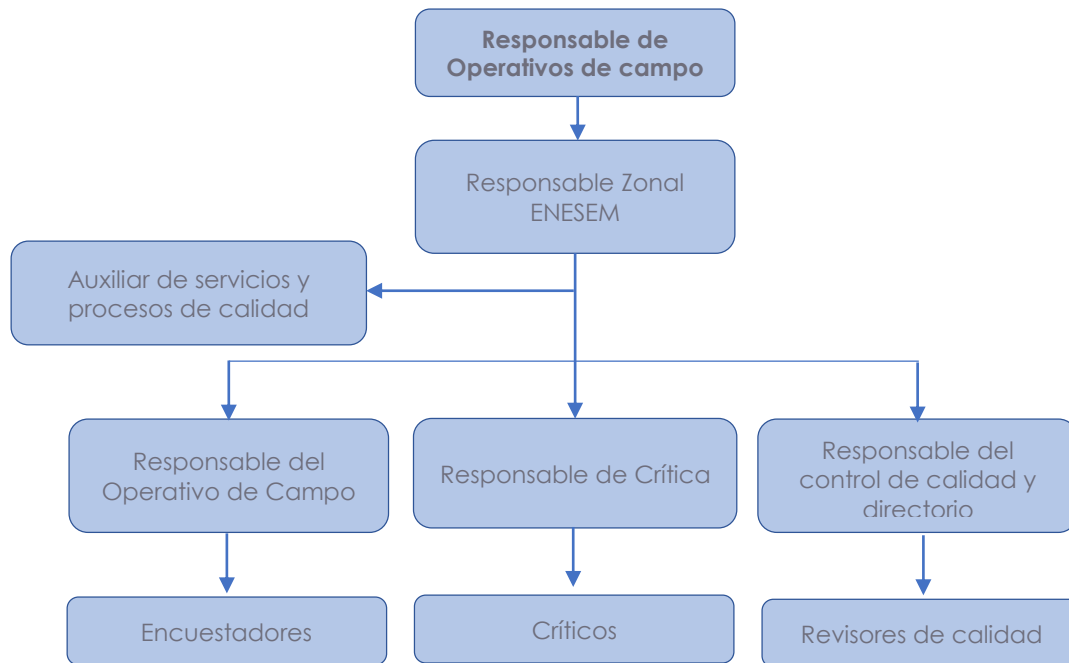 Responsable de
Operativos de campo
Responsable Zonal
ENESEM
Auxiliar de servicios y
procesos de calidad
Responsable del
Operativo de Campo
Responsable de Crítica
Responsable del
control de calidad y
directorio
Encuestadores
Críticos
Revisores de calidad